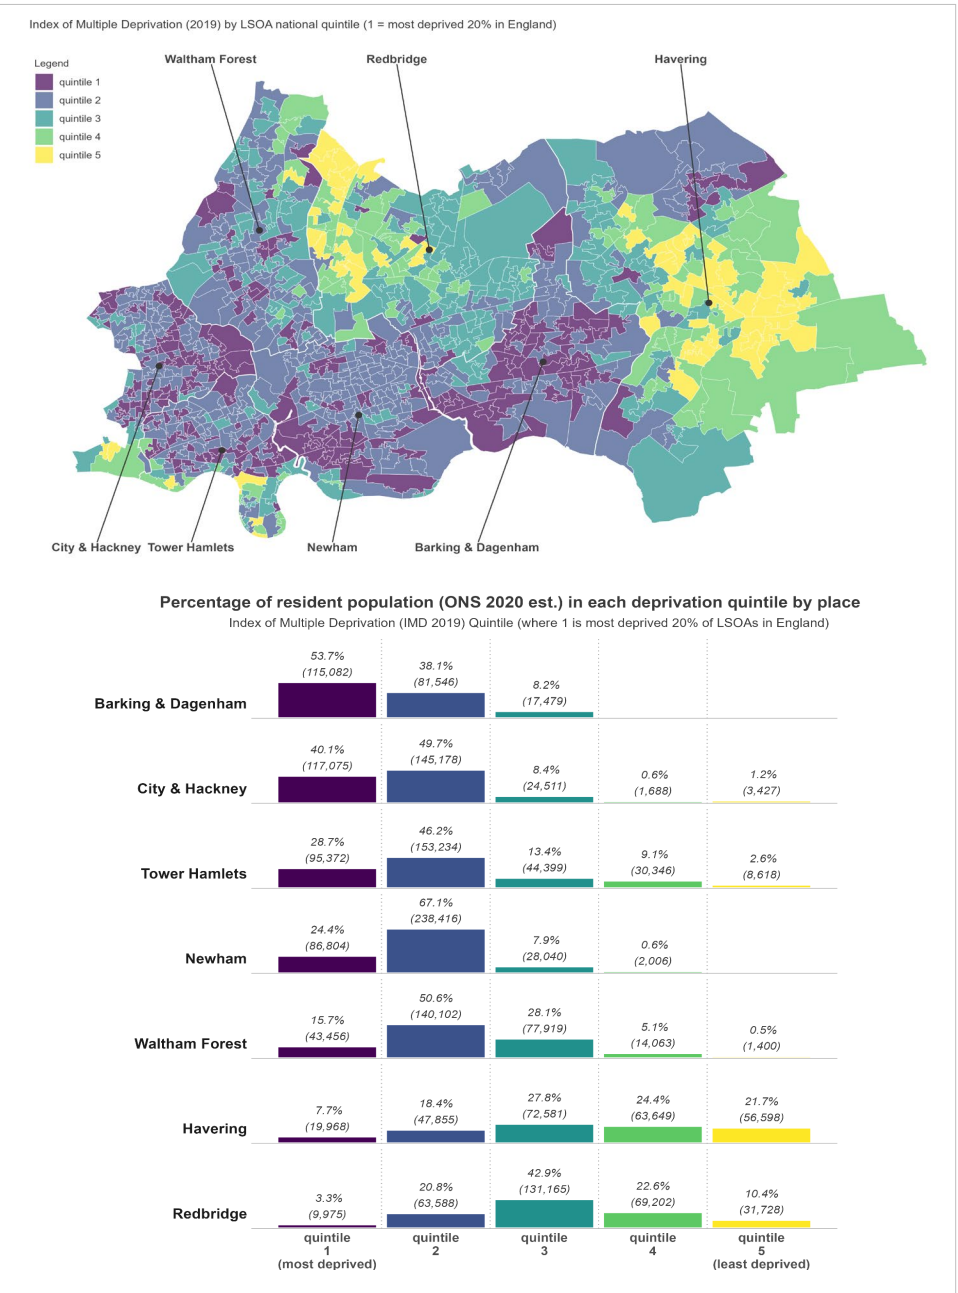 Index of Multiple Deprivation (2019) by LSOA national quintile (1 = most deprived 20% in England)
Waltham Forest Redbridge Havering
Legend
quintile 1
quintile 2
quintile 3
quintile 4
quintile 5
City & Hackney Tower Hamlets Newham Barking & Dagenham
Percentage of resident population (ONS 2020 est.) in each deprivation quintile by place
Index of Multiple Deprivation (IMD 2019) Quintile (where 1 is most deprived 20% of LSOAs in England)
53.7% 38.1% 8.2%
(115,082) (81,546) (17,479)
Barking & Dagenham
40.1% 49.7% 8.4% 0.6% 1.2%
(117,075) (145,178) (24,511) (1,688) (3,427)
City & Hackney
28.7% 46.2% 13.4% 9.1% 2.6%
(95,372) (153,234) (44,399) (30,346) (8,618)
Tower Hamlets
24.4% 67.1% 7.9% 0.6%
(86,804) (238,416) (28,040) (2,006)
Newham
15.7% 50.6% 28.1% 5.1% 0.5%
(43,456) (140,102) (77,919) (14,063) (1,400)
Waltham Forest
7.7% 18.4% 27.8% 24.4% 21.7%
(19,968) (47,855) (72,581) (63,649) (56,598)
Havering
3.3% 20.8% 42.9% 22.6% 10.4%
(9,975) (63,588) (131,165) (69,202) (31,728)
Redbridge
quintile quintile quintile quintile quintile
1 2 3 4 5
(most deprived) (least deprived)